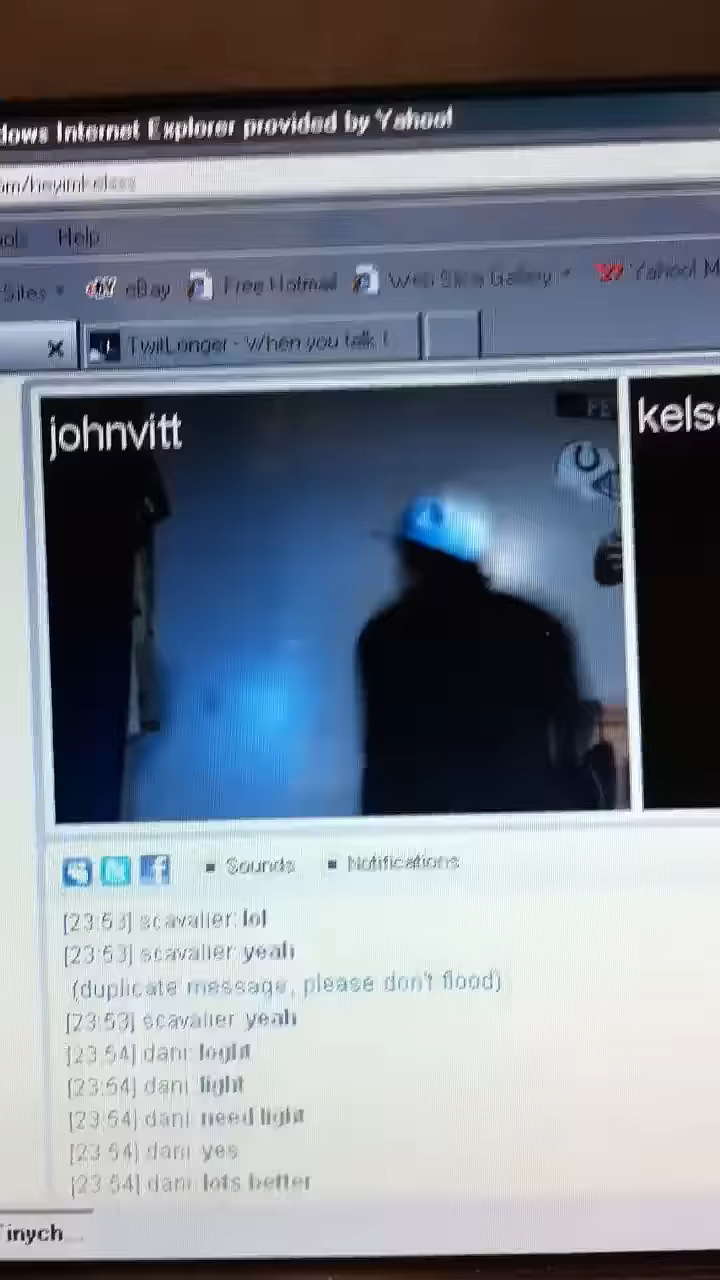 dows Internet Explorer provided by Yahoo!
Help
Sites eBay Free Hotmail Web Slice Gallery Yahoo! M
TwitLonger - When you talk t
johnvitt
kels
Sounds Notifications
[23:53] scavalier: lol
[23:53] scavalier: yeah
(duplicate message, please don't flood)
[23:53] scavalier: yeah
[23:54] dani: loght
[23:54] dani: light
[23:54] dani: need light
[23:54] dani: yes
[23:54] dani: lots better
Tinych...